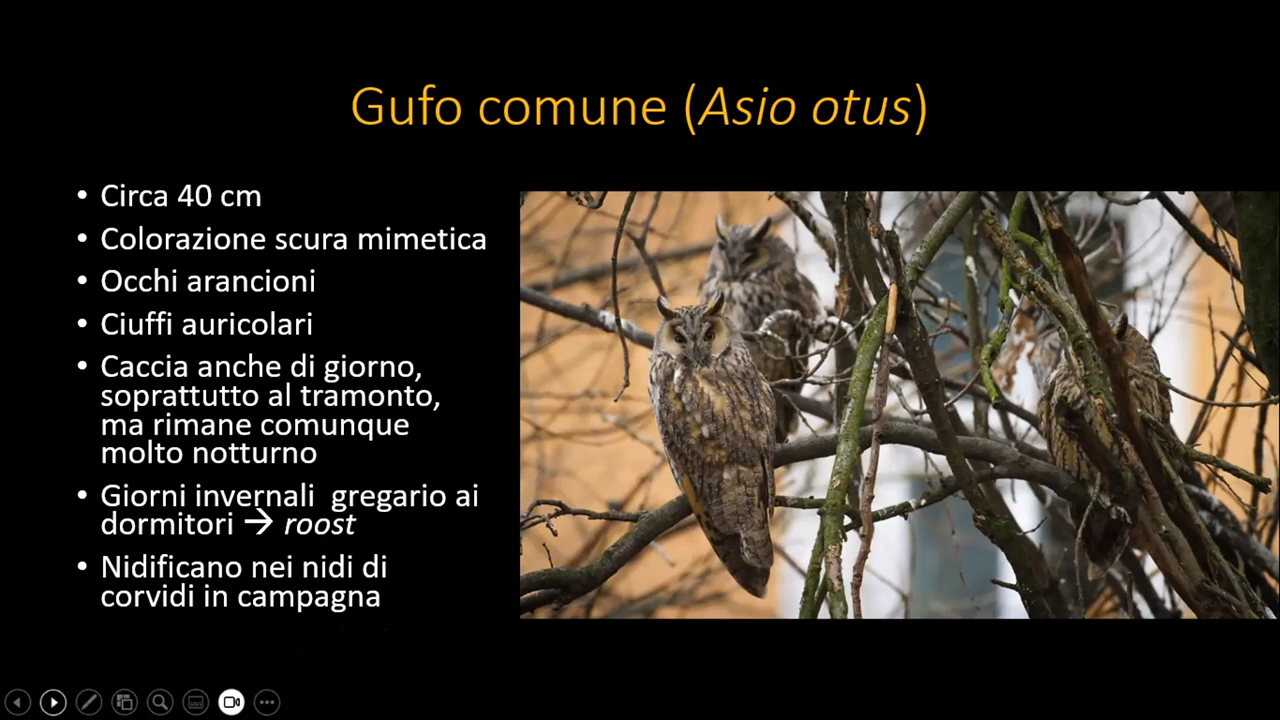 Gufo comune (Asio otus)
• Circa 40 cm
• Colorazione scura mimetica
• Occhi arancioni
• Ciuffi auricolari
• Caccia anche di giorno,
soprattutto al tramonto,
ma rimane comunque
molto notturno
• Giorni invernali  gregario ai
dormitori → roost
• Nidificano nei nidi di
corvidi in campagna